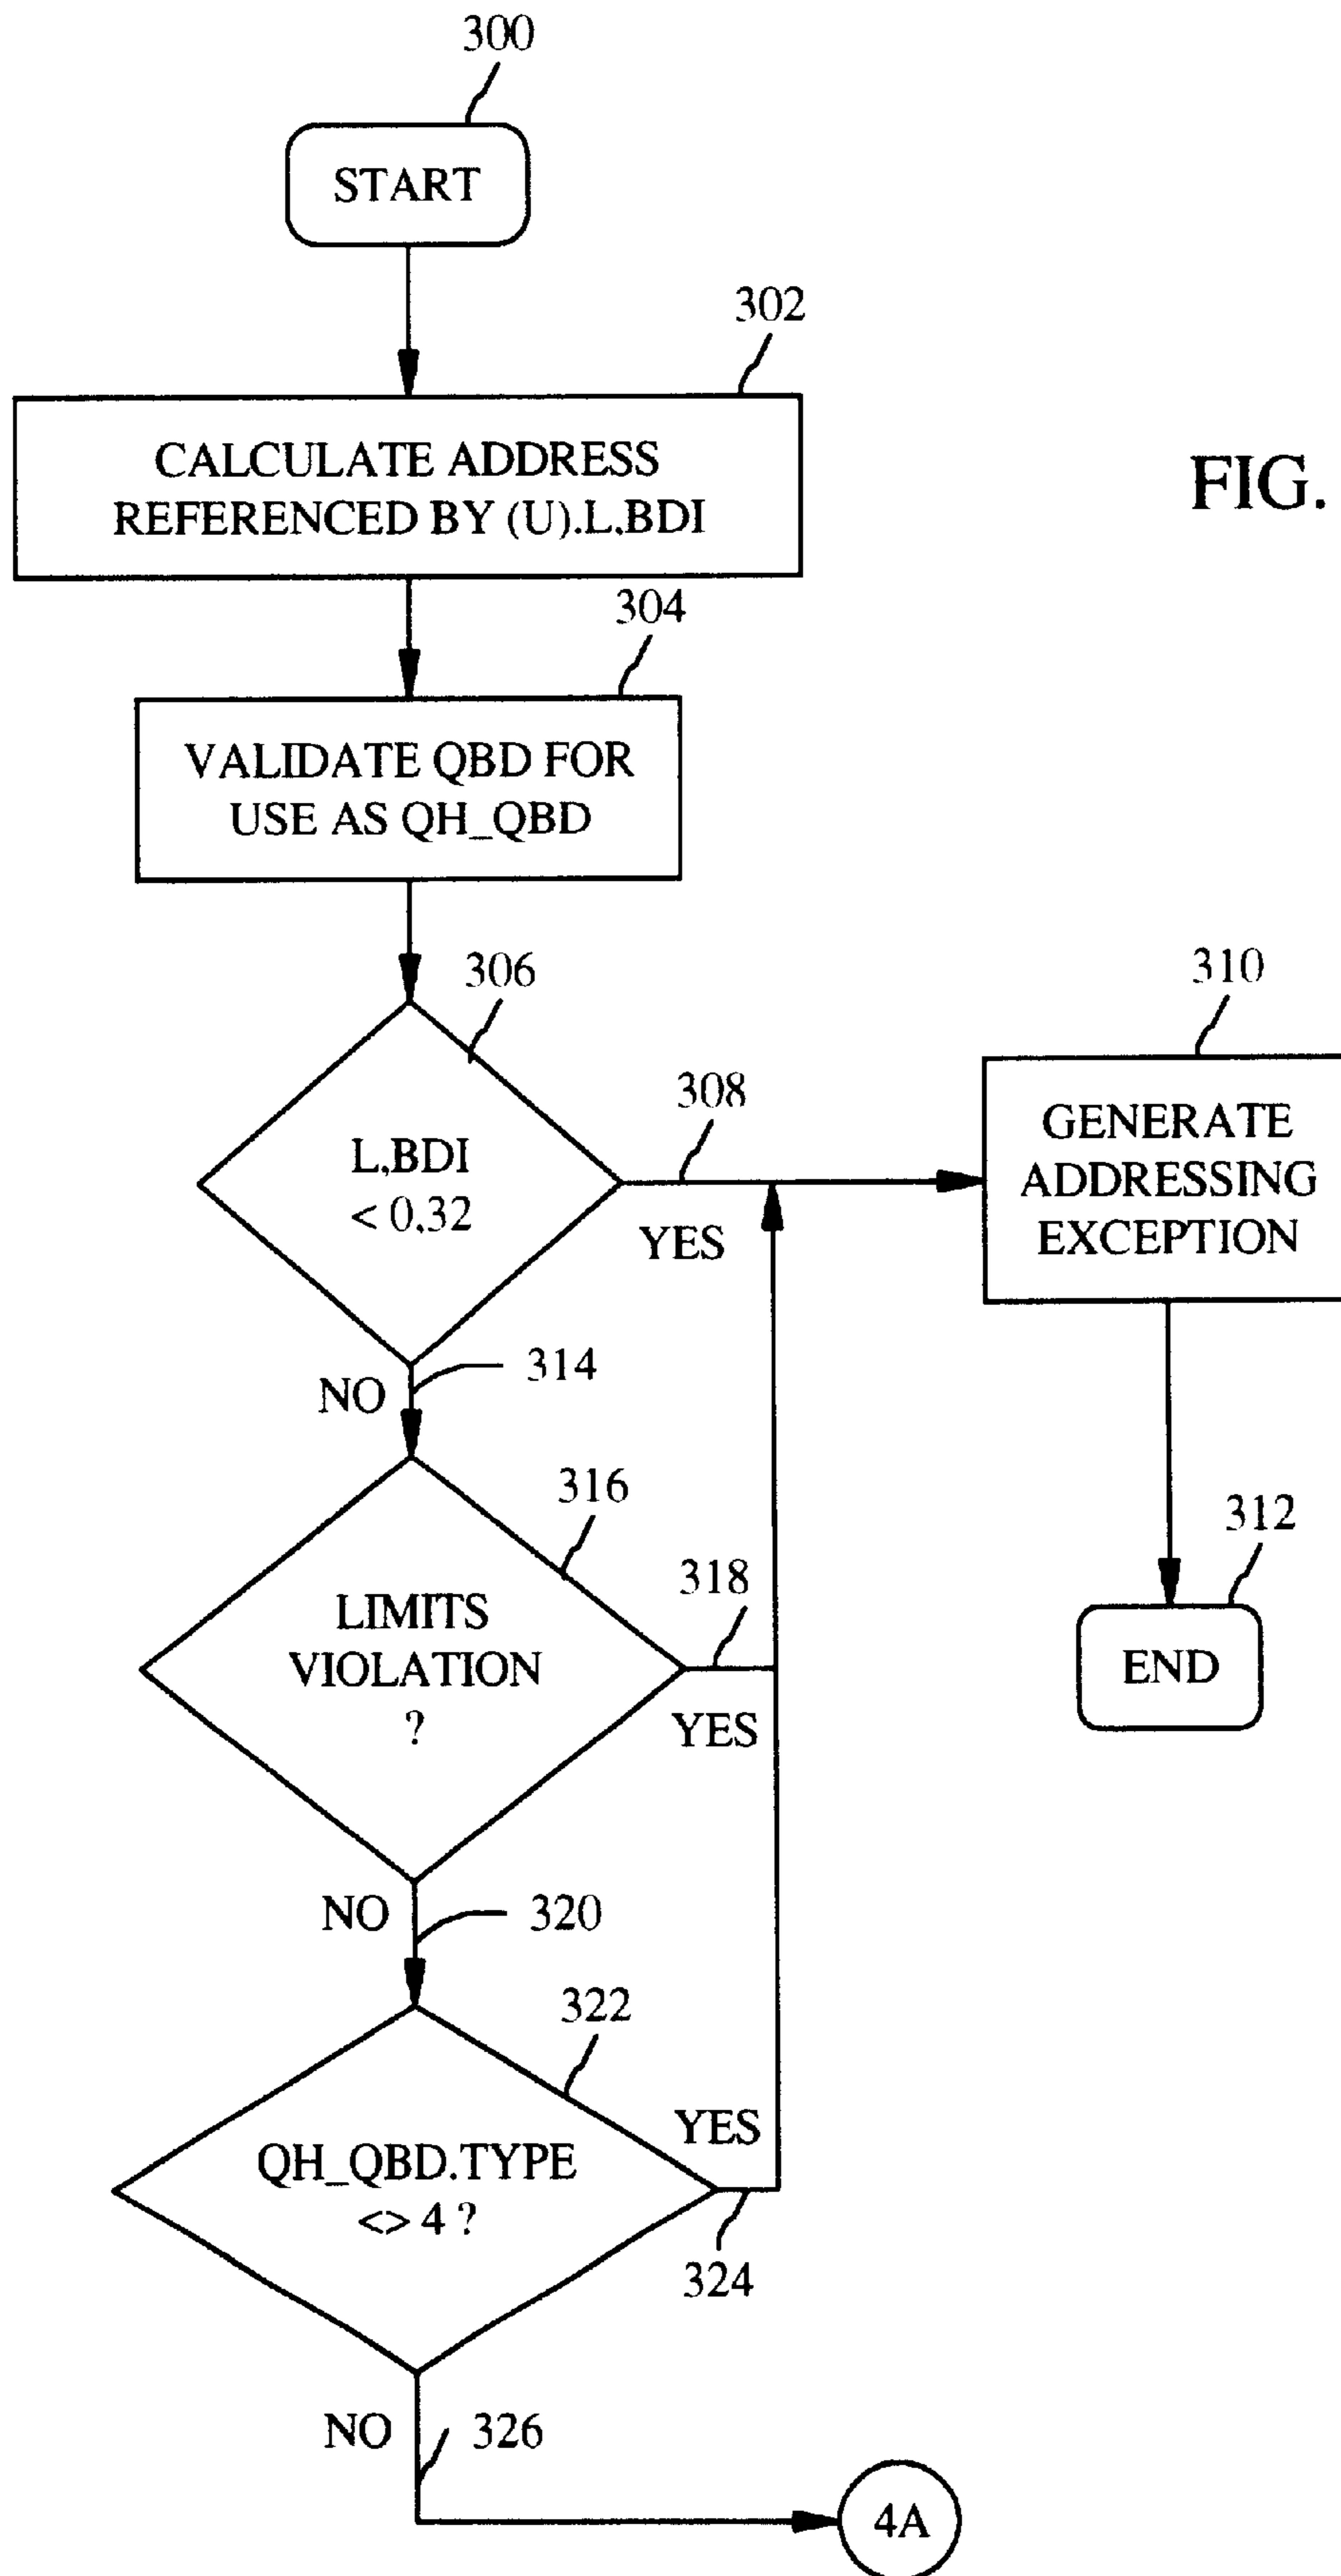 300
START
302
CALCULATE ADDRESS
REFERENCED BY (U).L,BDI
FIG.
304
VALIDATE QBD FOR
USE AS QH_QBD
306
310
L,BDI
< 0,32
308
YES
GENERATE
ADDRESSING
EXCEPTION
NO
314
316
312
LIMITS
VIOLATION
?
318
YES
END
NO
320
322
QH_QBD.TYPE
<> 4 ?
YES
324
NO
326
4A